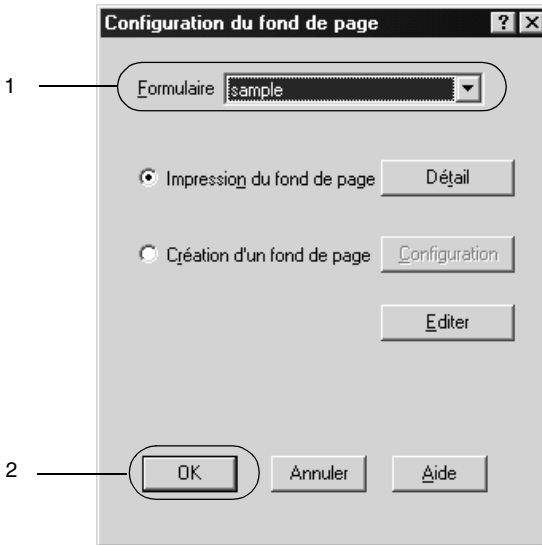 Configuration du fond de page
1
Formulaire sample
Impression du fond de page Détail
Création d'un fond de page Configuration
Editer
2
OK Annuler Aide